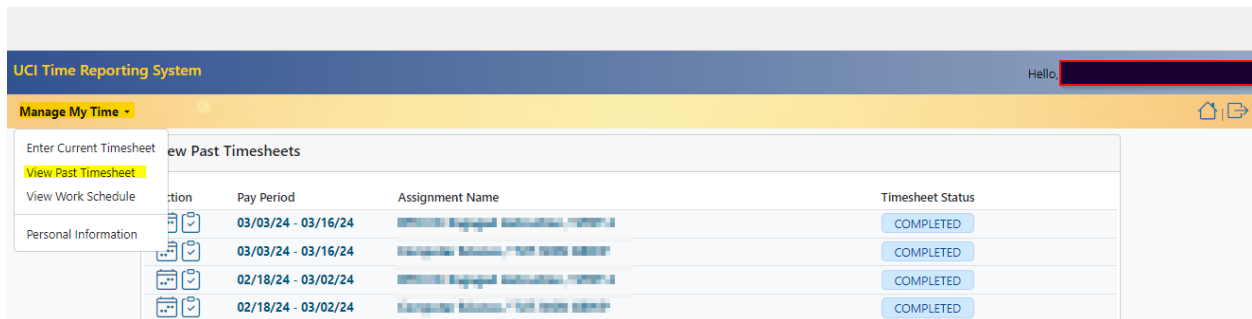 UCI Time Reporting System
Hello,
Manage My Time
Enter Current Timesheet
View Past Timesheet
View Work Schedule
Personal Information
ew Past Timesheets
ction Pay Period Assignment Name Timesheet Status
03/03/24 - 03/16/24 COMPLETED
03/03/24 - 03/16/24 COMPLETED
02/18/24 - 03/02/24 COMPLETED
02/18/24 - 03/02/24 COMPLETED